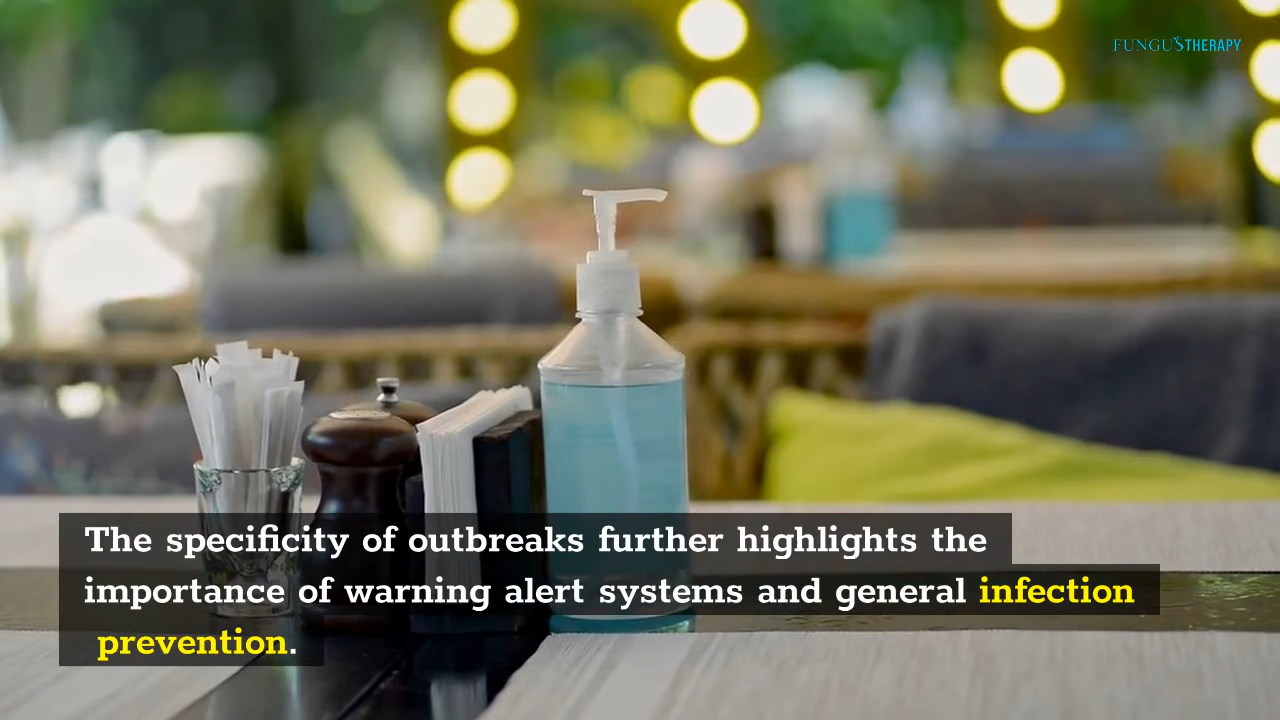 FUNGUSTHERAPY
The specificity of outbreaks further highlights the
importance of warning alert systems and general infection
prevention.